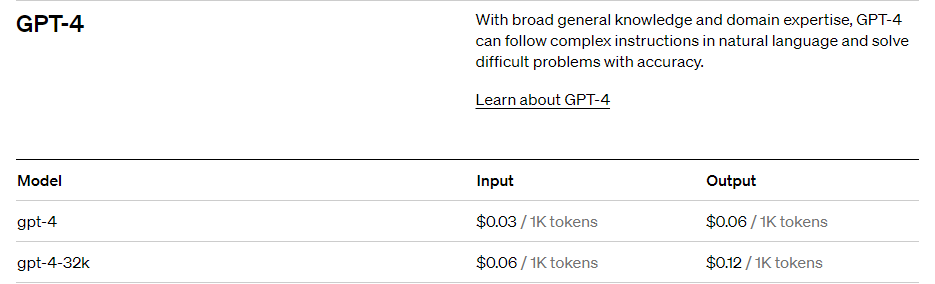 GPT-4
With broad general knowledge and domain expertise, GPT-4
can follow complex instructions in natural language and solve
difficult problems with accuracy.
Learn about GPT-4
Model Input Output
gpt-4 $0.03 / 1K tokens $0.06 / 1K tokens
gpt-4-32k $0.06 / 1K tokens $0.12 / 1K tokens